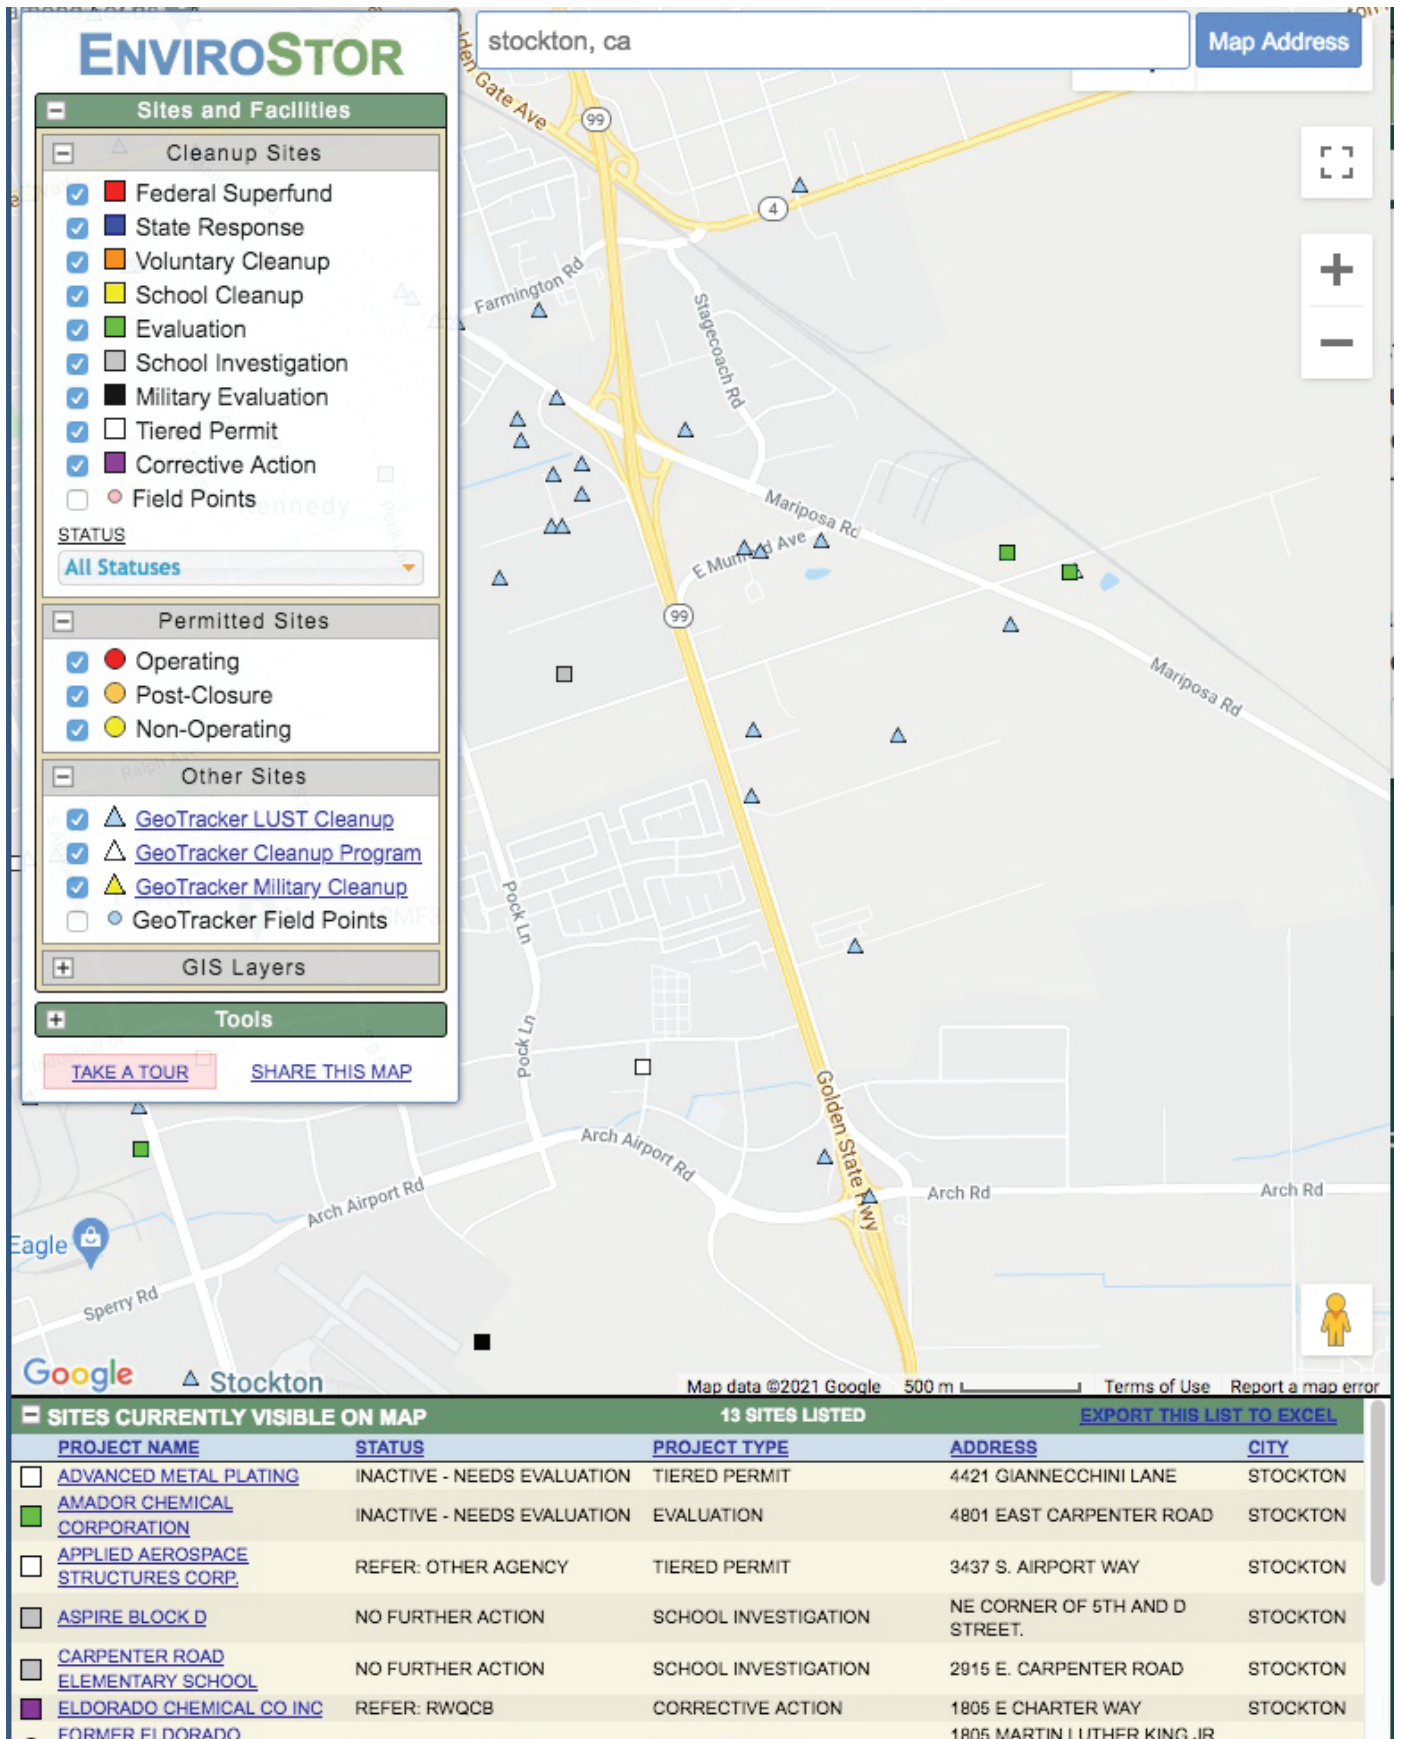 ENVIROSTOR
stockton, ca
Map Address
Sites and Facilities
Cleanup Sites
Federal Superfund
State Response
Voluntary Cleanup
School Cleanup
Evaluation
School Investigation
Military Evaluation
Tiered Permit
Corrective Action
Field Points
STATUS
All Statuses
Permitted Sites
Operating
Post-Closure
Non-Operating
Other Sites
GeoTracker LUST Cleanup
GeoTracker Cleanup Program
GeoTracker Military Cleanup
GeoTracker Field Points
GIS Layers
Tools
TAKE A TOUR
SHARE THIS MAP
Golden Gate Ave
99
4
Farmington Rd
Stagecoach Rd
Mariposa Rd
E Munford Ave
99
Mariposa Rd
Kennedy
Ralph Ave
Pock Ln
Pock Ln
Golden State Hwy
Arch Airport Rd
Arch Airport Rd
Arch Rd
Arch Rd
Eagle
Sperry Rd
Google
Stockton
Map data ©2021 Google
500 m
Terms of Use
Report a map error
SITES CURRENTLY VISIBLE ON MAP
13 SITES LISTED
EXPORT THIS LIST TO EXCEL
PROJECT NAME STATUS PROJECT TYPE ADDRESS CITY
ADVANCED METAL PLATING INACTIVE - NEEDS EVALUATION TIERED PERMIT 4421 GIANNECCHINI LANE STOCKTON
AMADOR CHEMICAL
CORPORATION INACTIVE - NEEDS EVALUATION EVALUATION 4801 EAST CARPENTER ROAD STOCKTON
APPLIED AEROSPACE
STRUCTURES CORP. REFER: OTHER AGENCY TIERED PERMIT 3437 S. AIRPORT WAY STOCKTON
ASPIRE BLOCK D NO FURTHER ACTION SCHOOL INVESTIGATION NE CORNER OF 5TH AND D
STREET. STOCKTON
CARPENTER ROAD
ELEMENTARY SCHOOL NO FURTHER ACTION SCHOOL INVESTIGATION 2915 E. CARPENTER ROAD STOCKTON
ELDORADO CHEMICAL CO INC REFER: RWQCB CORRECTIVE ACTION 1805 E CHARTER WAY STOCKTON
FORMER ELDORADO 1805 MARTIN LUTHER KING JR